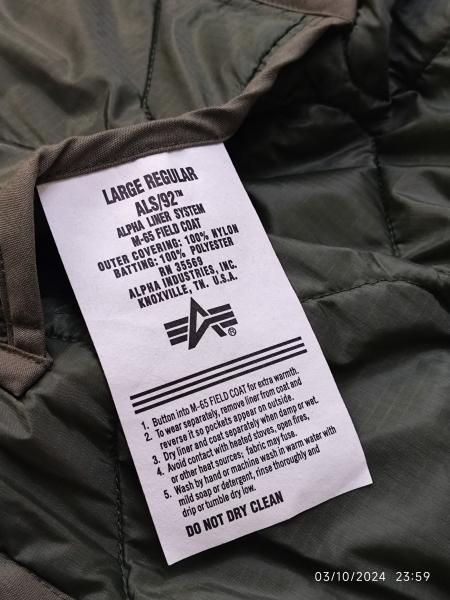 LARGE REGULAR
ALS/92™
ALPHA LINER SYSTEM
M-65 FIELD COAT
OUTER COVERING: 100% NYLON
BATTING: 100% POLYESTER
RN 35569
ALPHA INDUSTRIES, INC.
KNOXVILLE, TN. U.S.A.
®
1. Button into M-65 FIELD COAT for extra warmth.
2. To wear separately, remove liner from coat and
reverse it so pockets appear on outside.
3. Dry liner and coat separately when damp or wet.
4. Avoid contact with heated stoves, open fires,
or other heat sources; fabric may fuse.
5. Wash by hand or machine wash in warm water with
mild soap or detergent, rinse thoroughly and
drip or tumble dry low.
DO NOT DRY CLEAN
03/10/2024 23:59